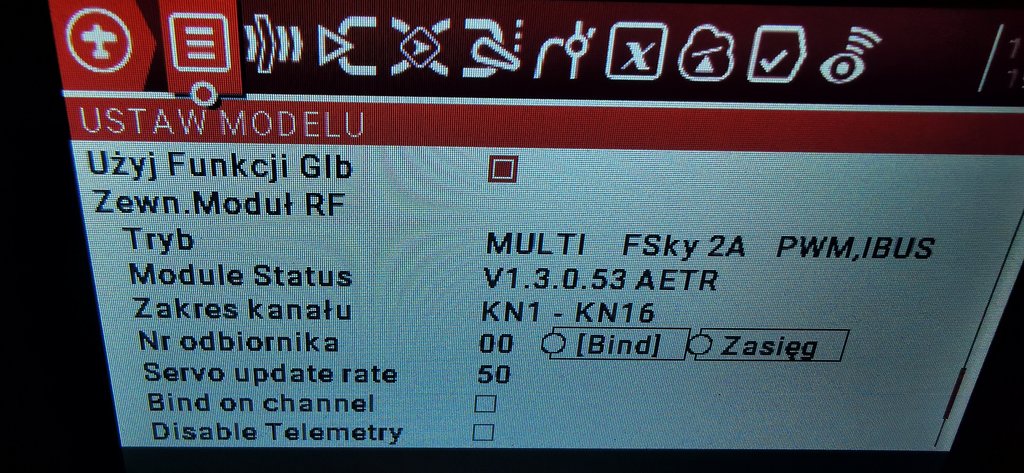 USTAW MODELU
Użyj Funkcji Glb
Zewn.Moduł RF
Tryb MULTI FSky 2A PWM,IBUS
Module Status V1.3.0.53 AETR
Zakres kanału KN1 - KN16
Nr odbiornika 00 [Bind] Zasięg
Servo update rate 50
Bind on channel
Disable Telemetry